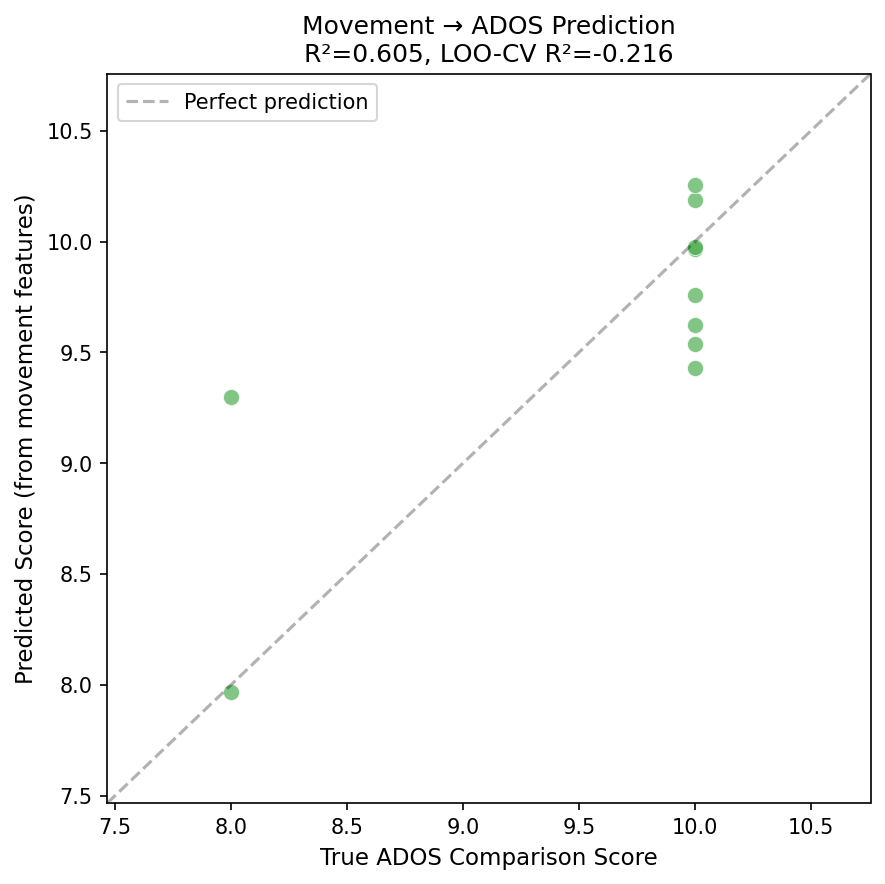 Movement → ADOS Prediction
R²=0.605, LOO-CV R²=-0.216
Perfect prediction
Predicted Score (from movement features)
10.5
10.0
9.5
9.0
8.5
8.0
7.5
7.5 8.0 8.5 9.0 9.5 10.0 10.5
True ADOS Comparison Score